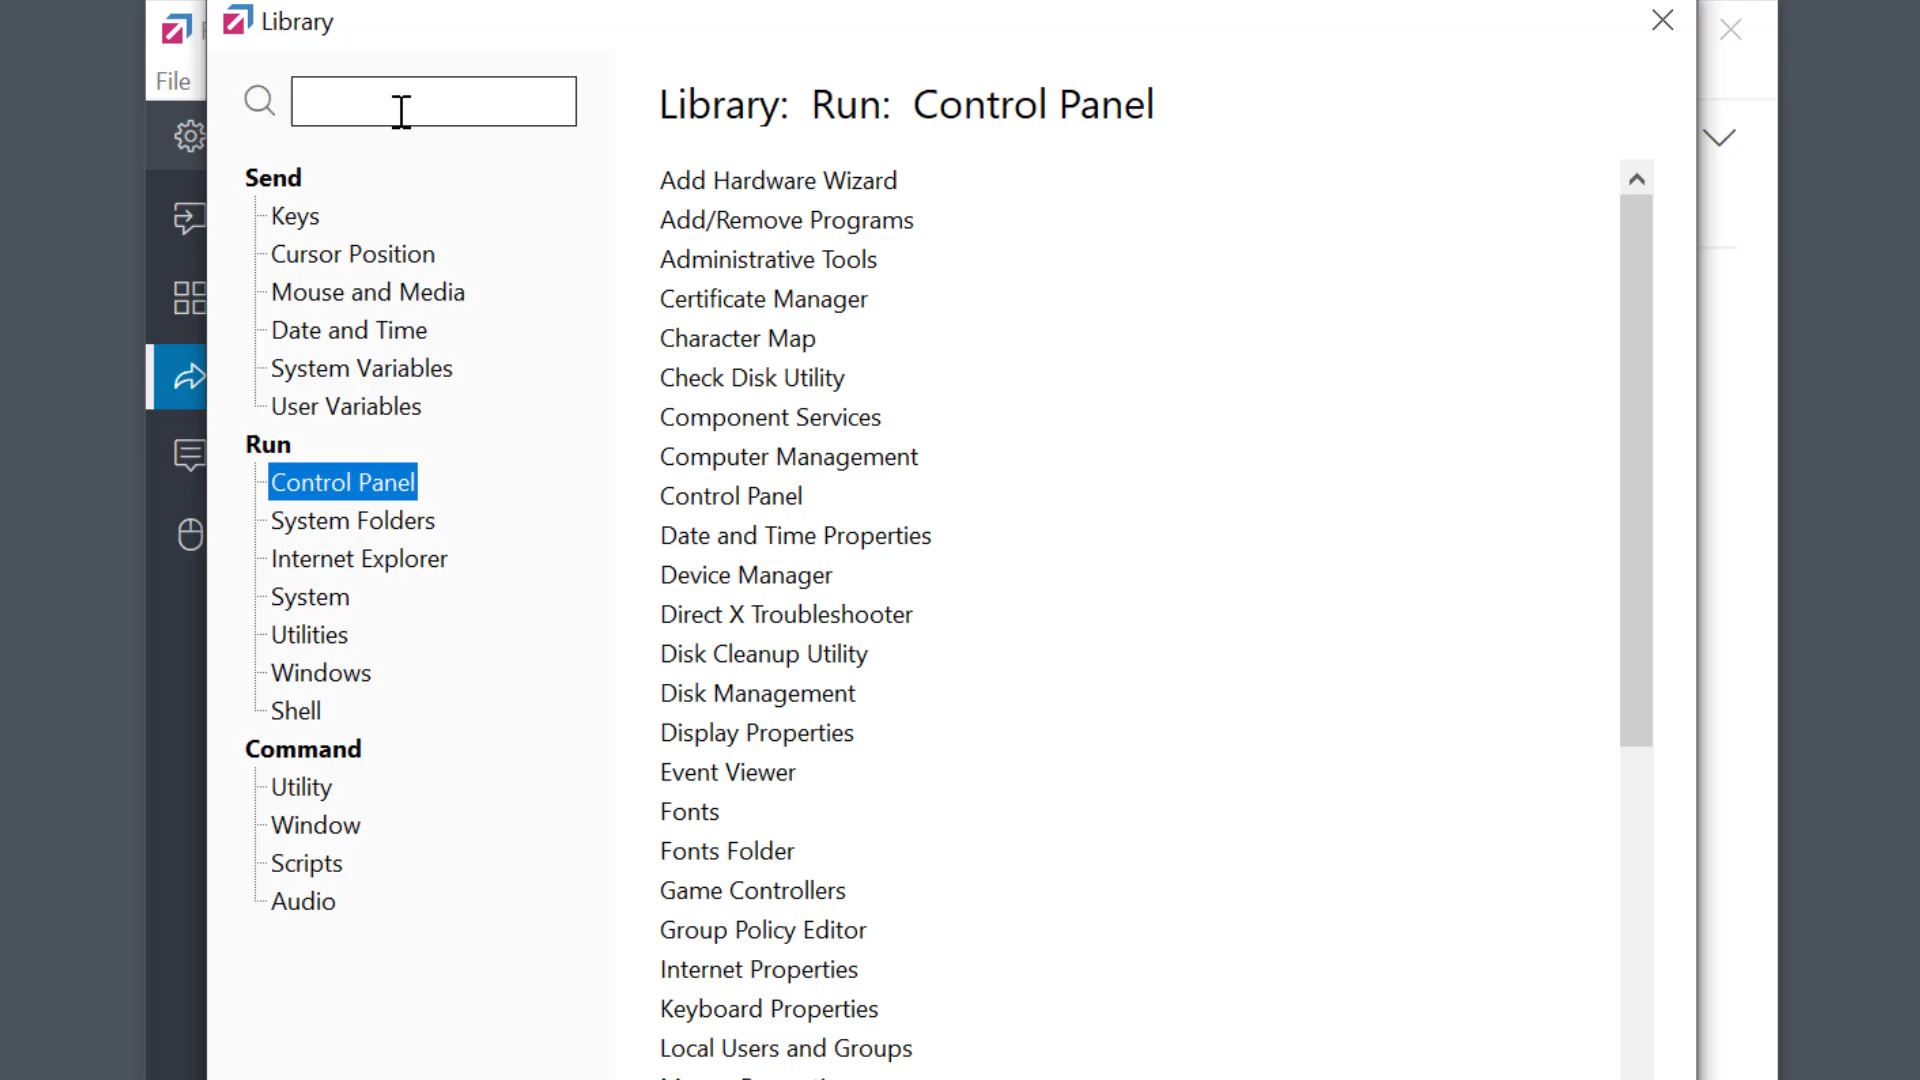 Library
File
Send
Keys
Cursor Position
Mouse and Media
Date and Time
System Variables
User Variables
Run
Control Panel
System Folders
Internet Explorer
System
Utilities
Windows
Shell
Command
Utility
Window
Scripts
Audio
Library: Run: Control Panel
Add Hardware Wizard
Add/Remove Programs
Administrative Tools
Certificate Manager
Character Map
Check Disk Utility
Component Services
Computer Management
Control Panel
Date and Time Properties
Device Manager
Direct X Troubleshooter
Disk Cleanup Utility
Disk Management
Display Properties
Event Viewer
Fonts
Fonts Folder
Game Controllers
Group Policy Editor
Internet Properties
Keyboard Properties
Local Users and Groups